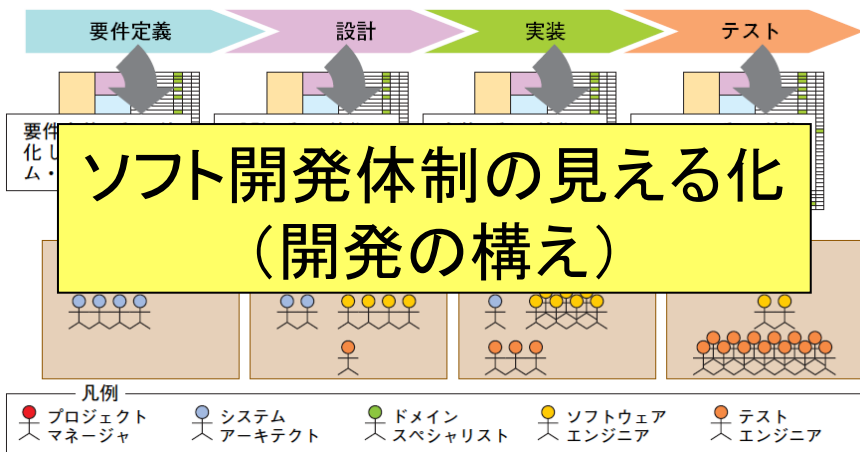 要件定義
設計
実装
テスト
要件
化し
ム・
ソフト開発体制の見える化
(開発の構え)
凡例
プロジェクト
マネージャ
システム
アーキテクト
ドメイン
スペシャリスト
ソフトウェア
エンジニア
テスト
エンジニア